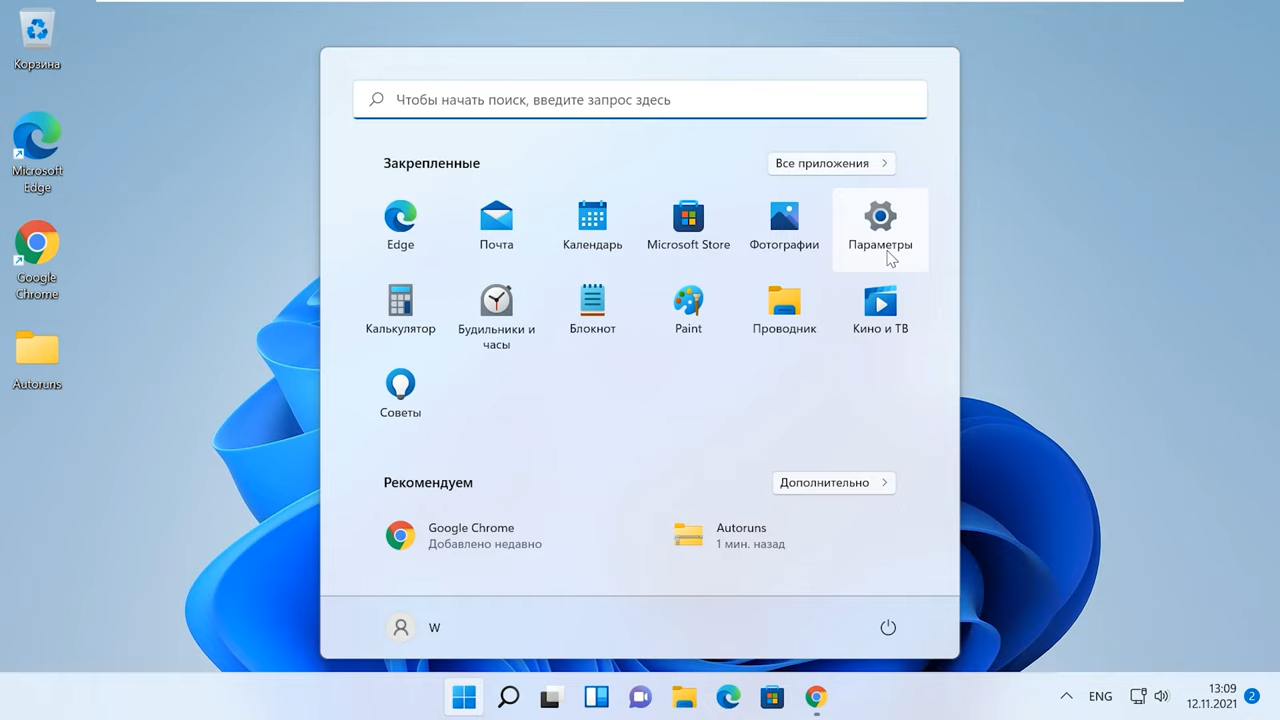 Корзина
Microsoft
Edge
Google
Chrome
Autoruns
Чтобы начать поиск, введите запрос здесь
Закрепленные
Все приложения
Edge
Почта
Календарь
Microsoft Store
Фотографии
Параметры
Калькулятор
Будильники и
часы
Блокнот
Paint
Проводник
Кино и ТВ
Советы
Рекомендуем
Дополнительно
Google Chrome
Добавлено недавно
Autoruns
1 мин. назад
W
ENG
13:09
12.11.2021
2